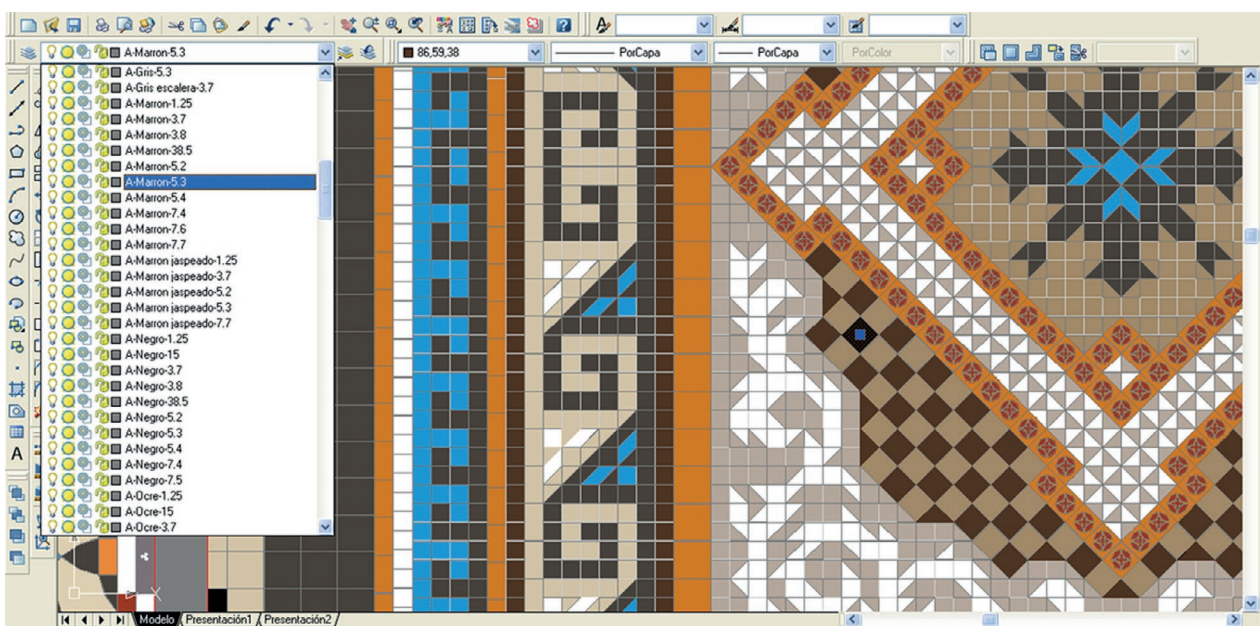 A-Marron-5.3 86,59,38 PorCapa PorCapa PorColor
A-Gris-5.3
A-Gris escalera-3.7
A-Marron-1.25
A-Marron-3.7
A-Marron-3.8
A-Marron-38.5
A-Marron-5.2
A-Marron-5.3
A-Marron-5.4
A-Marron-7.4
A-Marron-7.6
A-Marron-7.7
A-Marron jaspeado-1.25
A-Marron jaspeado-3.7
A-Marron jaspeado-5.2
A-Marron jaspeado-5.3
A-Marron jaspeado-7.7
A-Negro-1.25
A-Negro-15
A-Negro-3.7
A-Negro-3.8
A-Negro-38.5
A-Negro-5.2
A-Negro-5.3
A-Negro-5.4
A-Negro-7.4
A-Negro-7.5
A-Ocre-1.25
A-Ocre-15
A-Ocre-3.7
A
X
Modelo Presentación1 Presentación2